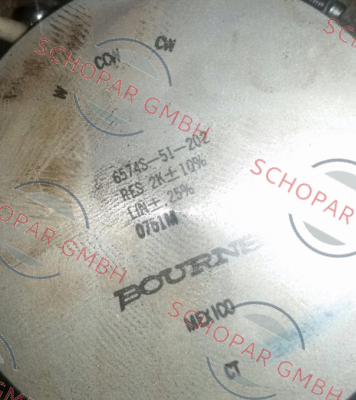 CW
CCW
W
6574S-51-202
RES 2K± 10%
LIN± .25%
0751M
BOURNS
MEXICO
CT
SCHOPAR GMBH
SCHOPAR GMBH
SCHOPAR
SCHOPAR GMBH